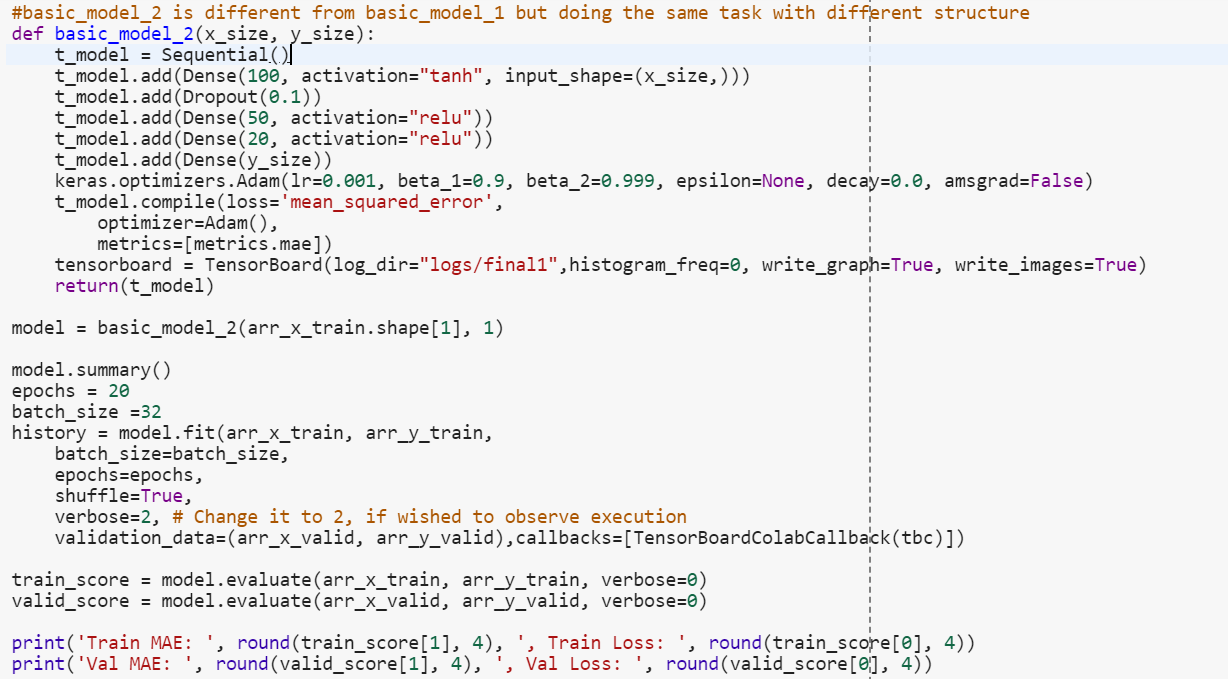 #basic_model_2 is different from basic_model_1 but doing the same task with different structure
def basic_model_2(x_size, y_size):
    t_model = Sequential()
    t_model.add(Dense(100, activation="tanh", input_shape=(x_size,)))
    t_model.add(Dropout(0.1))
    t_model.add(Dense(50, activation="relu"))
    t_model.add(Dense(20, activation="relu"))
    t_model.add(Dense(y_size))
    keras.optimizers.Adam(lr=0.001, beta_1=0.9, beta_2=0.999, epsilon=None, decay=0.0, amsgrad=False)
    t_model.compile(loss='mean_squared_error',
        optimizer=Adam(),
        metrics=[metrics.mae])
    tensorboard = TensorBoard(log_dir="logs/final1",histogram_freq=0, write_graph=True, write_images=True)
    return(t_model)

model = basic_model_2(arr_x_train.shape[1], 1)

model.summary()
epochs = 20
batch_size =32
history = model.fit(arr_x_train, arr_y_train,
    batch_size=batch_size,
    epochs=epochs,
    shuffle=True,
    verbose=2, # Change it to 2, if wished to observe execution
    validation_data=(arr_x_valid, arr_y_valid),callbacks=[TensorBoardColabCallback(tbc)])

train_score = model.evaluate(arr_x_train, arr_y_train, verbose=0)
valid_score = model.evaluate(arr_x_valid, arr_y_valid, verbose=0)

print('Train MAE: ', round(train_score[1], 4), ', Train Loss: ', round(train_score[0], 4))
print('Val MAE: ', round(valid_score[1], 4), ', Val Loss: ', round(valid_score[0], 4))